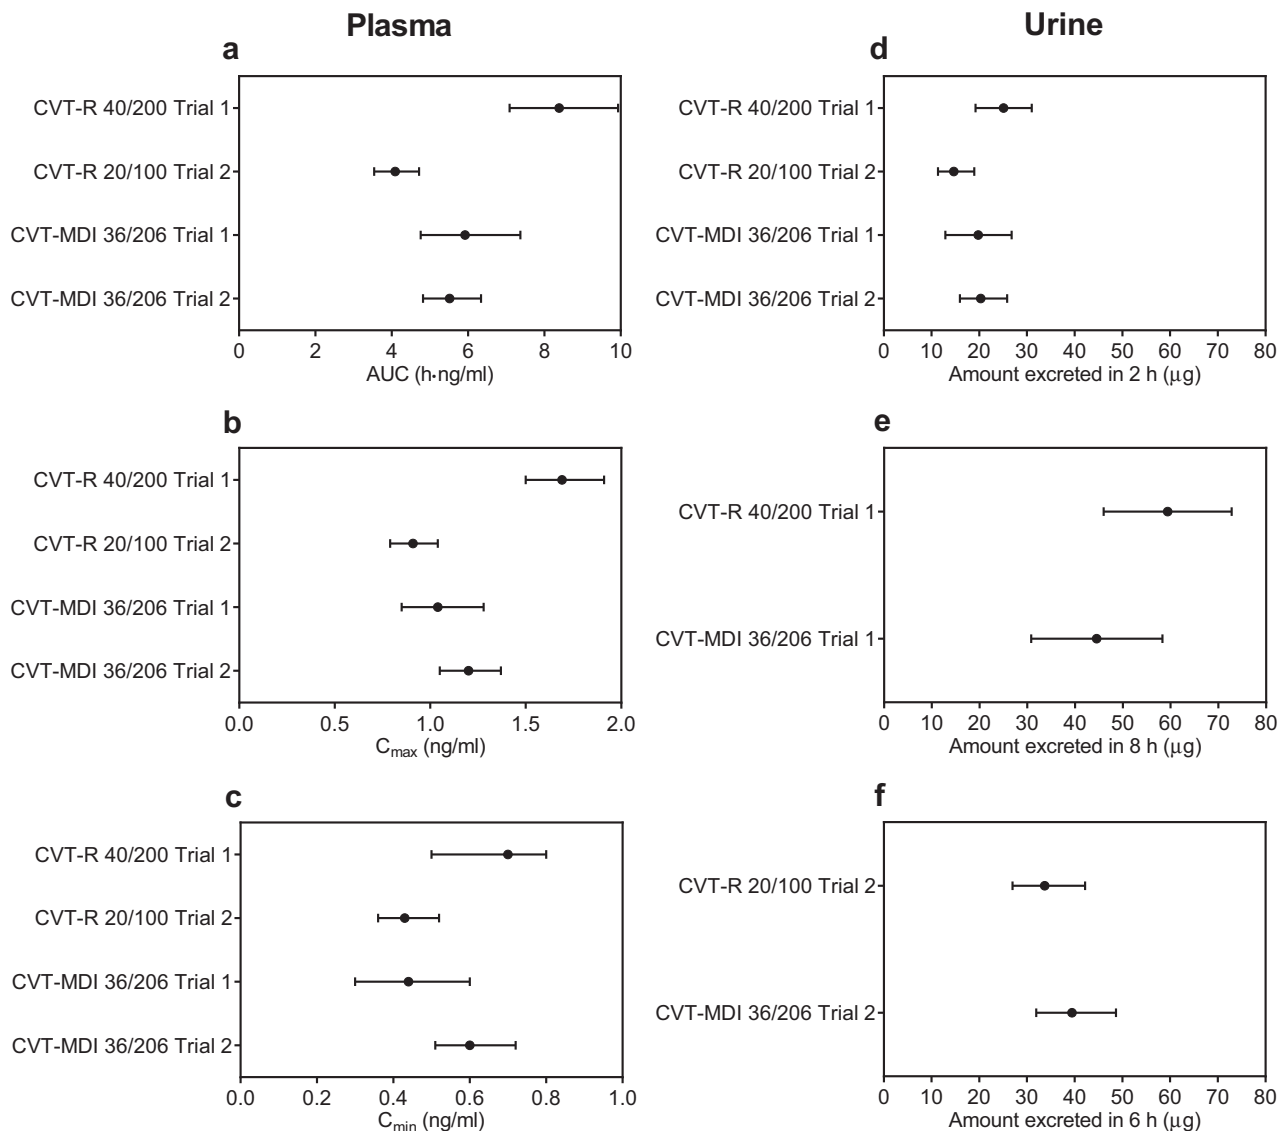 Plasma
Urine
a
CVT-R 40/200 Trial 1
CVT-R 20/100 Trial 2
CVT-MDI 36/206 Trial 1
CVT-MDI 36/206 Trial 2
0 2 4 6 8 10
AUC (h·ng/ml)
d
CVT-R 40/200 Trial 1
CVT-R 20/100 Trial 2
CVT-MDI 36/206 Trial 1
CVT-MDI 36/206 Trial 2
0 10 20 30 40 50 60 70 80
Amount excreted in 2 h (μg)
b
CVT-R 40/200 Trial 1
CVT-R 20/100 Trial 2
CVT-MDI 36/206 Trial 1
CVT-MDI 36/206 Trial 2
0.0 0.5 1.0 1.5 2.0
Cmax (ng/ml)
e
CVT-R 40/200 Trial 1
CVT-MDI 36/206 Trial 1
0 10 20 30 40 50 60 70 80
Amount excreted in 8 h (μg)
c
CVT-R 40/200 Trial 1
CVT-R 20/100 Trial 2
CVT-MDI 36/206 Trial 1
CVT-MDI 36/206 Trial 2
0.0 0.2 0.4 0.6 0.8 1.0
Cmin (ng/ml)
f
CVT-R 20/100 Trial 2
CVT-MDI 36/206 Trial 2
0 10 20 30 40 50 60 70 80
Amount excreted in 6 h (μg)